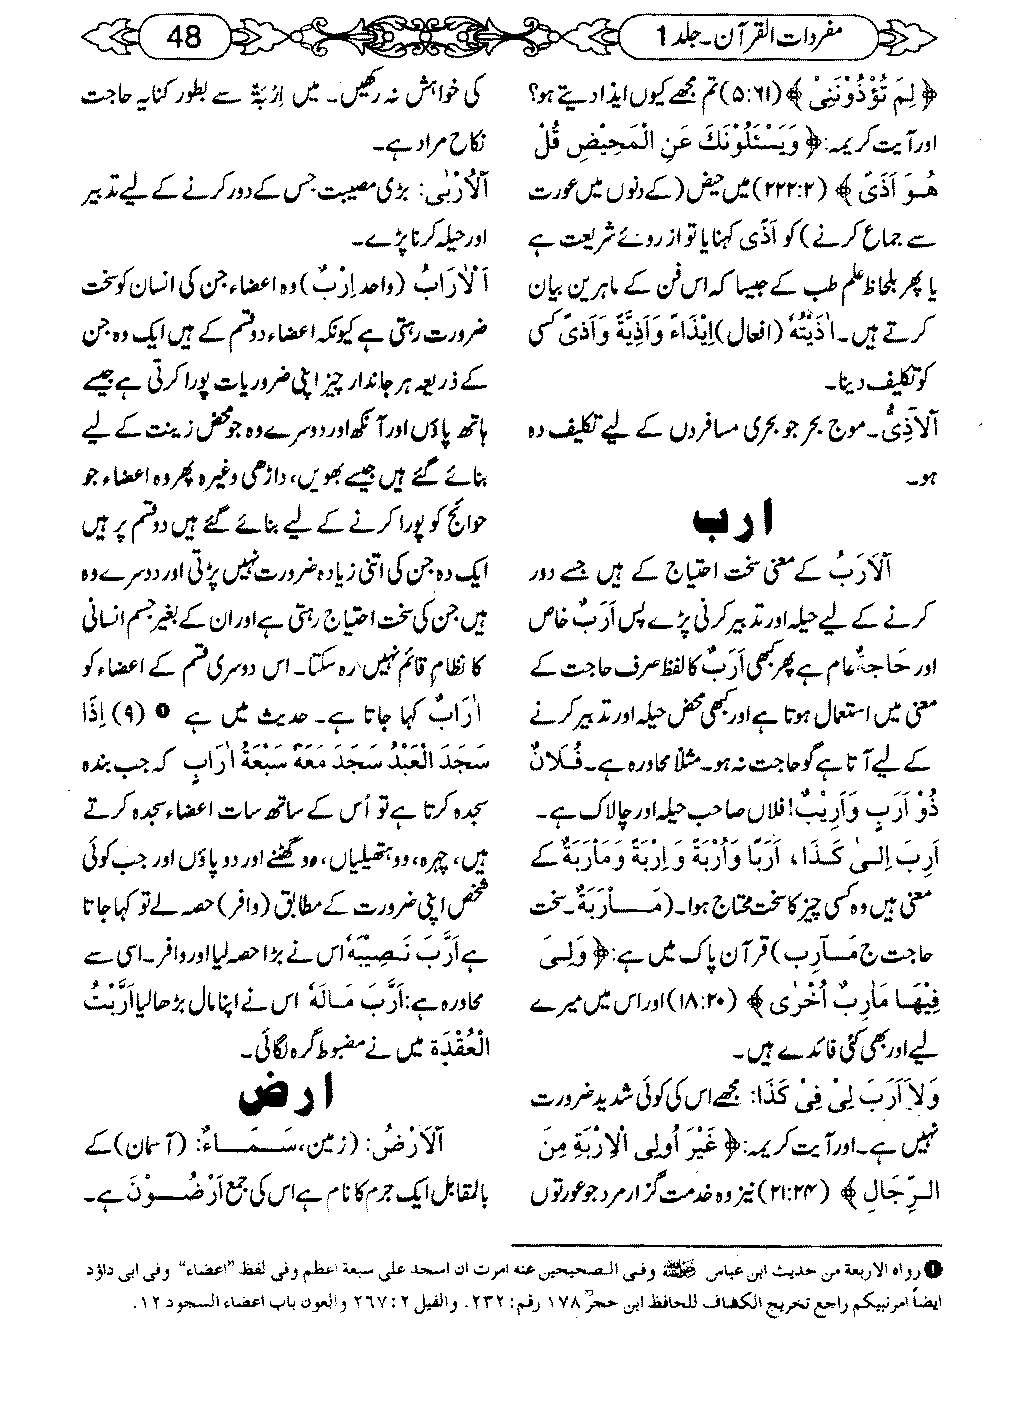 مفردات القرآن۔جلد 1
48
﴿ لِمَ تُؤْذُوْنَنِیْ ﴾ (۵:۶۱) تم مجھے کیوں ایذا دیتے ہو؟
اور آیت کریمہ: ﴿ وَیَسْئَلُوْنَكَ عَنِ الْمَحِیْضِ قُلْ
هُوَ اَذًی ﴾ (۲۲۲:۲) میں حیض (کے دنوں میں عورت
سے جماع کرنے) کو اَذًی کہنا یا تو از روئے شریعت ہے
یا پھر بلحاظ علم طب کے جیسا کہ اس فن کے ماہرین بیان
کرتے ہیں۔ اٰذَیْتُهٗ (افعال) اِیْذَاءً وَاَذِیَّةً وَاَذًی کسی
کو تکلیف دینا۔
اَلْاٰذِیُّ۔ موج بحر جو بحری مسافروں کے لیے تکلیف دہ
ہو۔
ارب
اَلْاَرَبُ کے معنی سخت احتیاج کے ہیں جسے دور
کرنے کے لیے حیلہ اور تدبیر کرنی پڑے پس اَرَبٌ خاص
اور حَاجَةٌ عام ہے پھر کبھی اَرَبٌ کا لفظ صرف حاجت کے
معنی میں استعمال ہوتا ہے اور کبھی محض حیلہ اور تدبیر کرنے
کے لیے آتا ہے گو حاجت نہ ہو۔ مثلاً محاورہ ہے۔ فُلَانٌ
ذُوْ اَرَبٍ وَاَرِیْبٌ! فلاں صاحب حیلہ اور چالاک ہے۔
اَرِبَ اِلیٰ كَذَا، اَرَبًا وَاُرْبَةً وَاِرْبَةً وَمَأْرَبَةً کے
معنی ہیں وہ کسی چیز کا سخت محتاج ہوا۔ (مَأْرَبَةٌ۔ سخت
حاجت ج مَآرِب) قرآن پاک میں ہے: ﴿ وَلِیَ
فِیْهَا مَاٰرِبُ اُخْرٰی ﴾ (۱۸:۲۰) اور اس میں میرے
لیے اور بھی کئی فائدے ہیں۔
وَلَا اَرَبَ لِیْ فِیْ كَذَا: مجھے اس کی کوئی شدید ضرورت
نہیں ہے۔ اور آیت کریمہ: ﴿ غَیْرِ اُولِی الْاِرْبَةِ مِنَ
الرِّجَالِ ﴾ (۲۱:۲۴) نیز وہ خدمت گزار مرد جو عورتوں
کی خواہش نہ رکھیں۔ میں اِرْبَةٌ سے بطور کنایہ حاجت
نکاح مراد ہے۔
اَلْاُرْبٰی: بڑی مصیبت جس کے دور کرنے کے لیے تدبیر
اور حیلہ کرنا پڑے۔
اَلْاٰرَابُ (واحد اِرْبٌ) وہ اعضاء جن کی انسان کو سخت
ضرورت رہتی ہے کیونکہ اعضاء دو قسم کے ہیں ایک وہ جن
کے ذریعہ ہر جاندار چیز اپنی ضروریات پورا کرتی ہے جیسے
ہاتھ پاؤں اور آنکھ اور دوسرے وہ جو محض زینت کے لیے
بنائے گئے ہیں جیسے بھویں، داڑھی وغیرہ پھر وہ اعضاء جو
حوائج کو پورا کرنے کے لیے بنائے گئے ہیں دو قسم پر ہیں
ایک وہ جن کی اتنی زیادہ ضرورت نہیں پڑتی اور دوسرے وہ
ہیں جن کی سخت احتیاج رہتی ہے اور ان کے بغیر جسم انسانی
کا نظام قائم نہیں رہ سکتا۔ اس دوسری قسم کے اعضاء کو
اٰرَابٌ کہا جاتا ہے۔ حدیث میں ہے ❶ (۹) اِذَا
سَجَدَ الْعَبْدُ سَجَدَ مَعَهٗ سَبْعَةُ اٰرَابٍ کہ جب بندہ
سجدہ کرتا ہے تو اُس کے ساتھ سات اعضاء سجدہ کرتے
ہیں، چہرہ، دو ہتھیلیاں، دو گھٹنے اور دو پاؤں اور جب کوئی
شخص اپنی ضرورت کے مطابق (وافر) حصہ لے تو کہا جاتا
ہے اَرَّبَ نَصِیْبَهٗ اس نے بڑا حصہ لیا اور وافر۔ اسی سے
محاورہ ہے: اَرَّبَ مَالَهٗ اس نے اپنا مال بڑھا لیا اَرَّبْتُ
الْعُقْدَةَ میں نے مضبوط گرہ لگائی۔
ارض
اَلْاَرْضُ: (زمین، سَمَاءٌ: (آسمان) کے
بالمقابل ایک جرم کا نام ہے اس کی جمع اَرْضُوْنَ ہے۔
❶ رواه الاربعة من حديث ابن عباس ﷺ وفى الصحيحين عنه امرت ان اسجد على سبعة اعظم وفى لفظ "اعضاء" وفى ابى داؤد
ايضاً امر نبيكم راجع تخريج الكشاف للحافظ ابن حجرؒ ۱۷۸ رقم: ۲۳۲. والفيل ۲: ۲۶۷ والعون باب اعضاء السجود ۱۲.